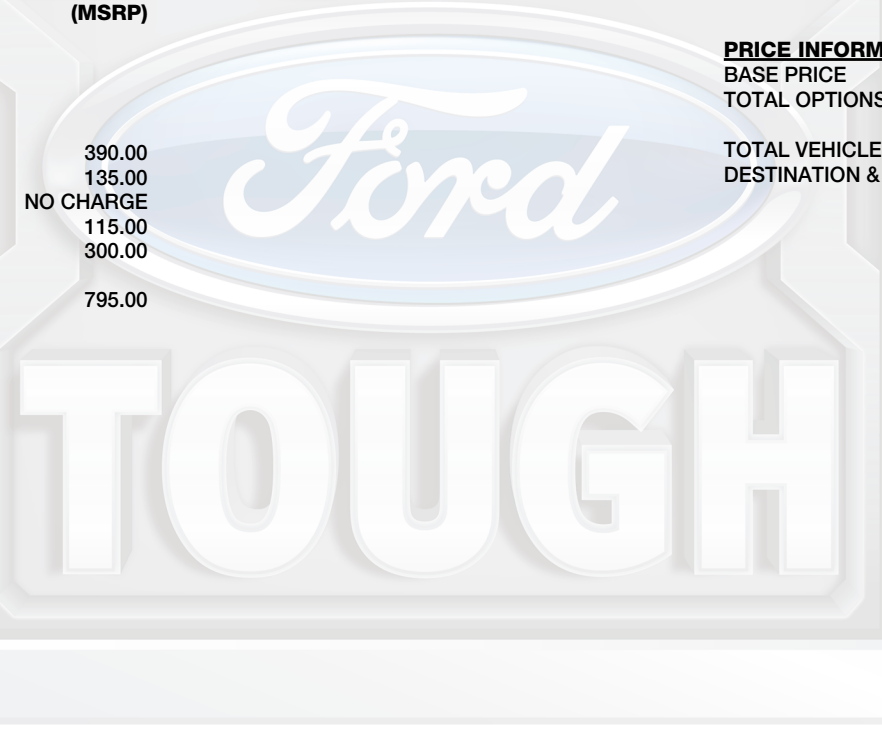 (MSRP)
390.00
135.00
NO CHARGE
115.00
300.00
795.00
PRICE INFORM
BASE PRICE
TOTAL OPTIONS
TOTAL VEHICLE
DESTINATION &
Ford
TOUGH